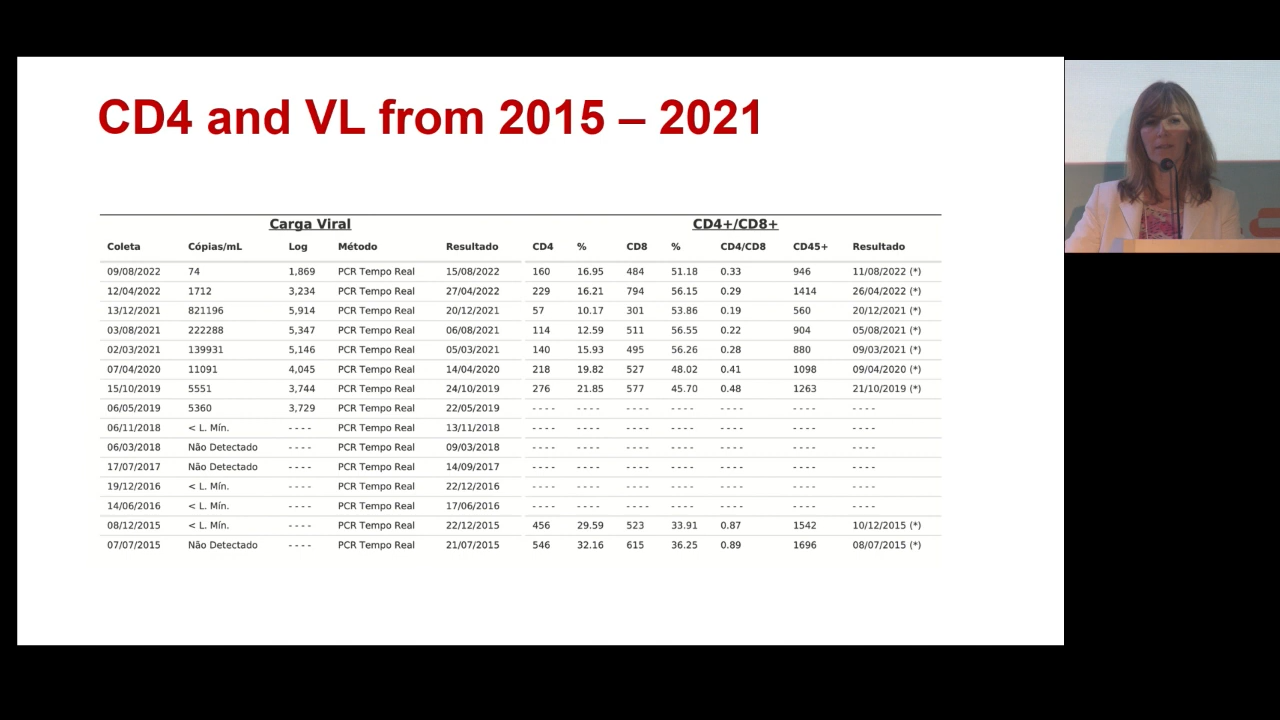 CD4 and VL from 2015 – 2021
Carga Viral CD4+/CD8+
Coleta Cópias/mL Log Método Resultado CD4 % CD8 % CD4/CD8 CD45+ Resultado
09/08/2022 74 1,869 PCR Tempo Real 15/08/2022 160 16.95 484 51.18 0.33 946 11/08/2022 (*)
12/04/2022 1712 3,234 PCR Tempo Real 27/04/2022 229 16.21 794 56.15 0.29 1414 26/04/2022 (*)
13/12/2021 821196 5,914 PCR Tempo Real 20/12/2021 57 10.17 301 53.86 0.19 560 20/12/2021 (*)
03/08/2021 222288 5,347 PCR Tempo Real 06/08/2021 114 12.59 511 56.55 0.22 904 05/08/2021 (*)
02/03/2021 139931 5,146 PCR Tempo Real 05/03/2021 140 15.93 495 56.26 0.28 880 09/03/2021 (*)
07/04/2020 11091 4,045 PCR Tempo Real 14/04/2020 218 19.82 527 48.02 0.41 1098 09/04/2020 (*)
15/10/2019 5551 3,744 PCR Tempo Real 24/10/2019 276 21.85 577 45.70 0.48 1263 21/10/2019 (*)
06/05/2019 5360 3,729 PCR Tempo Real 22/05/2019 ---- ---- ---- ---- ---- ---- ----
06/11/2018 < L. Mín. ---- PCR Tempo Real 13/11/2018 ---- ---- ---- ---- ---- ---- ----
06/03/2018 Não Detectado ---- PCR Tempo Real 09/03/2018 ---- ---- ---- ---- ---- ---- ----
17/07/2017 Não Detectado ---- PCR Tempo Real 14/09/2017 ---- ---- ---- ---- ---- ---- ----
19/12/2016 < L. Mín. ---- PCR Tempo Real 22/12/2016 ---- ---- ---- ---- ---- ---- ----
14/06/2016 < L. Mín. ---- PCR Tempo Real 17/06/2016 ---- ---- ---- ---- ---- ---- ----
08/12/2015 < L. Mín. ---- PCR Tempo Real 22/12/2015 456 29.59 523 33.91 0.87 1542 10/12/2015 (*)
07/07/2015 Não Detectado ---- PCR Tempo Real 21/07/2015 546 32.16 615 36.25 0.89 1696 08/07/2015 (*)